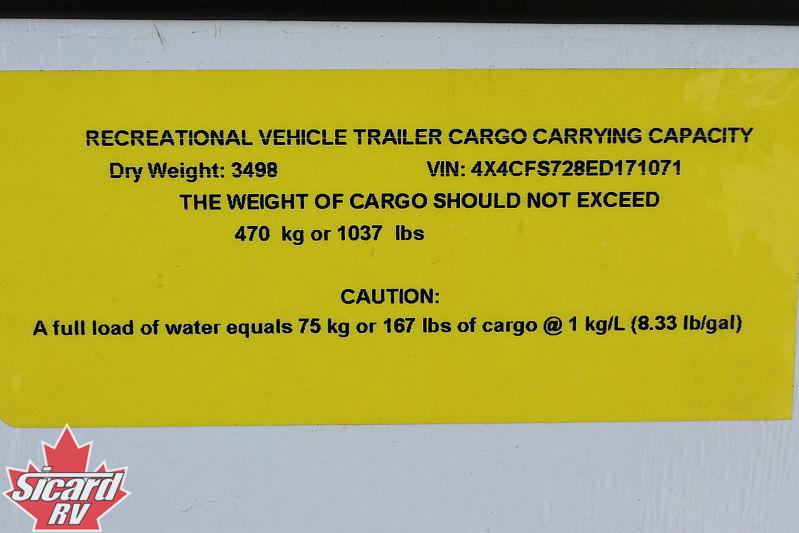 RECREATIONAL VEHICLE TRAILER CARGO CARRYING CAPACITY
Dry Weight: 3498 VIN: 4X4CFS728ED171071
THE WEIGHT OF CARGO SHOULD NOT EXCEED
470 kg or 1037 lbs
CAUTION:
A full load of water equals 75 kg or 167 lbs of cargo @ 1 kg/L (8.33 lb/gal)
Sicard
RV